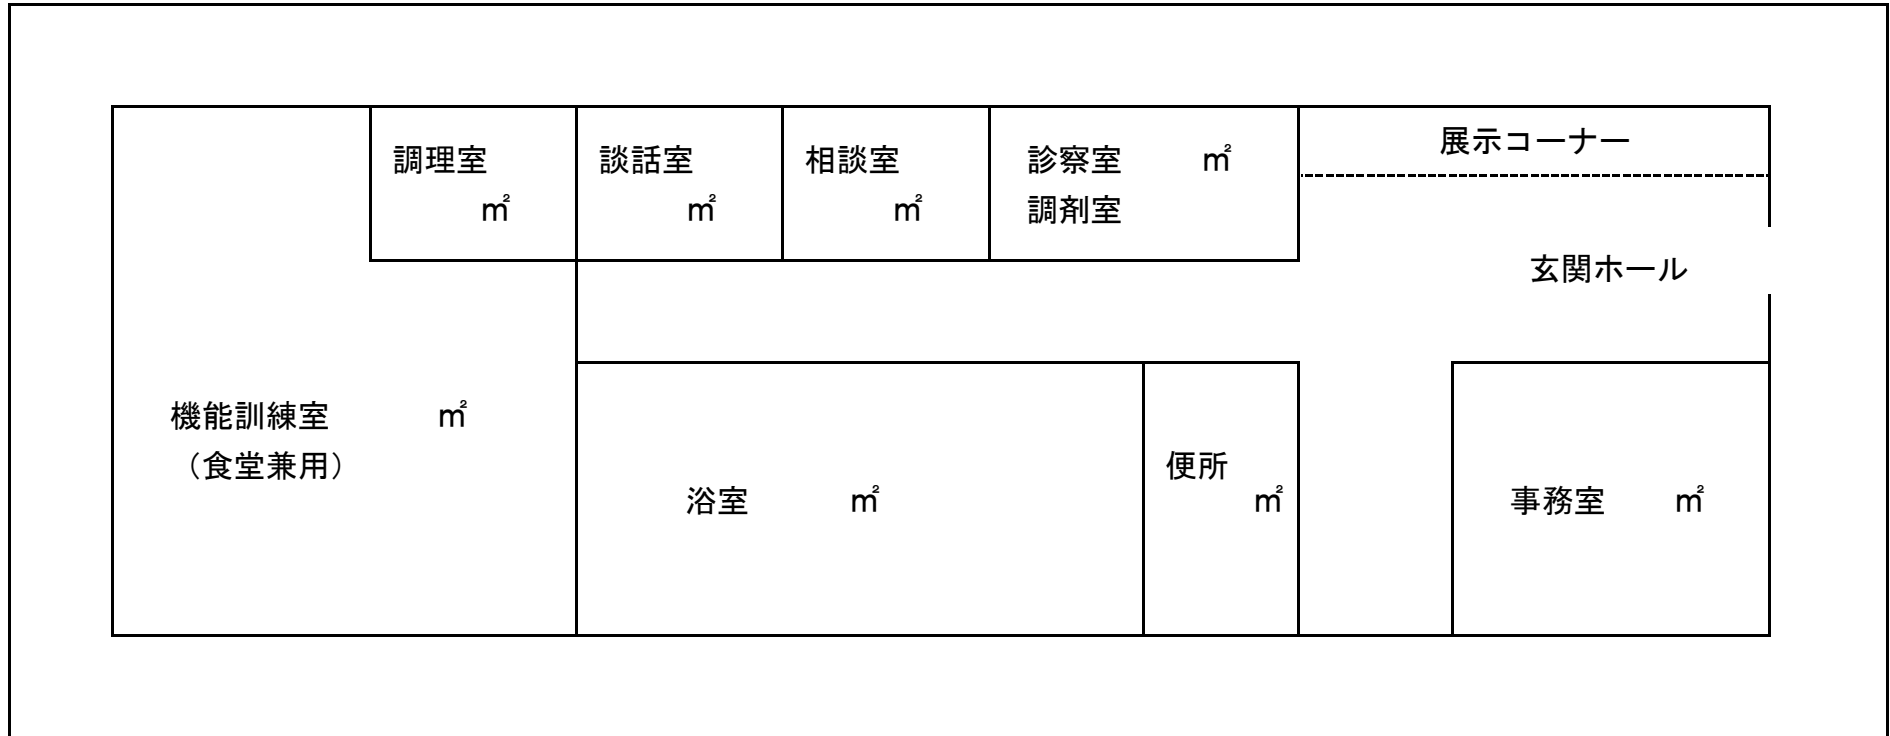 調理室
㎡
談話室
㎡
相談室
㎡
診察室 ㎡
調剤室
展示コーナー
玄関ホール
機能訓練室 ㎡
（食堂兼用）
浴室 ㎡
便所
㎡
事務室 ㎡